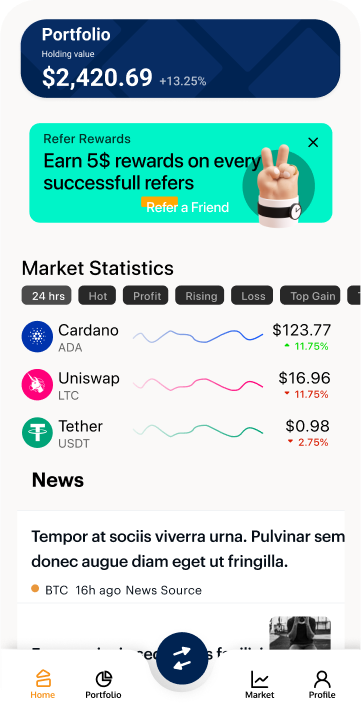 Portfolio
Holding value
$2,420.69 +13.25%
Refer Rewards
Earn 5$ rewards on every
successfull refers
Refer a Friend
Market Statistics
24 hrs Hot Profit Rising Loss Top Gain
Cardano $123.77
ADA 11.75%
Uniswap $16.96
LTC 11.75%
Tether $0.98
USDT 2.75%
News
Tempor at sociis viverra urna. Pulvinar sem
donec augue diam eget ut fringilla.
BTC 16h ago News Source
Home Portfolio Market Profile